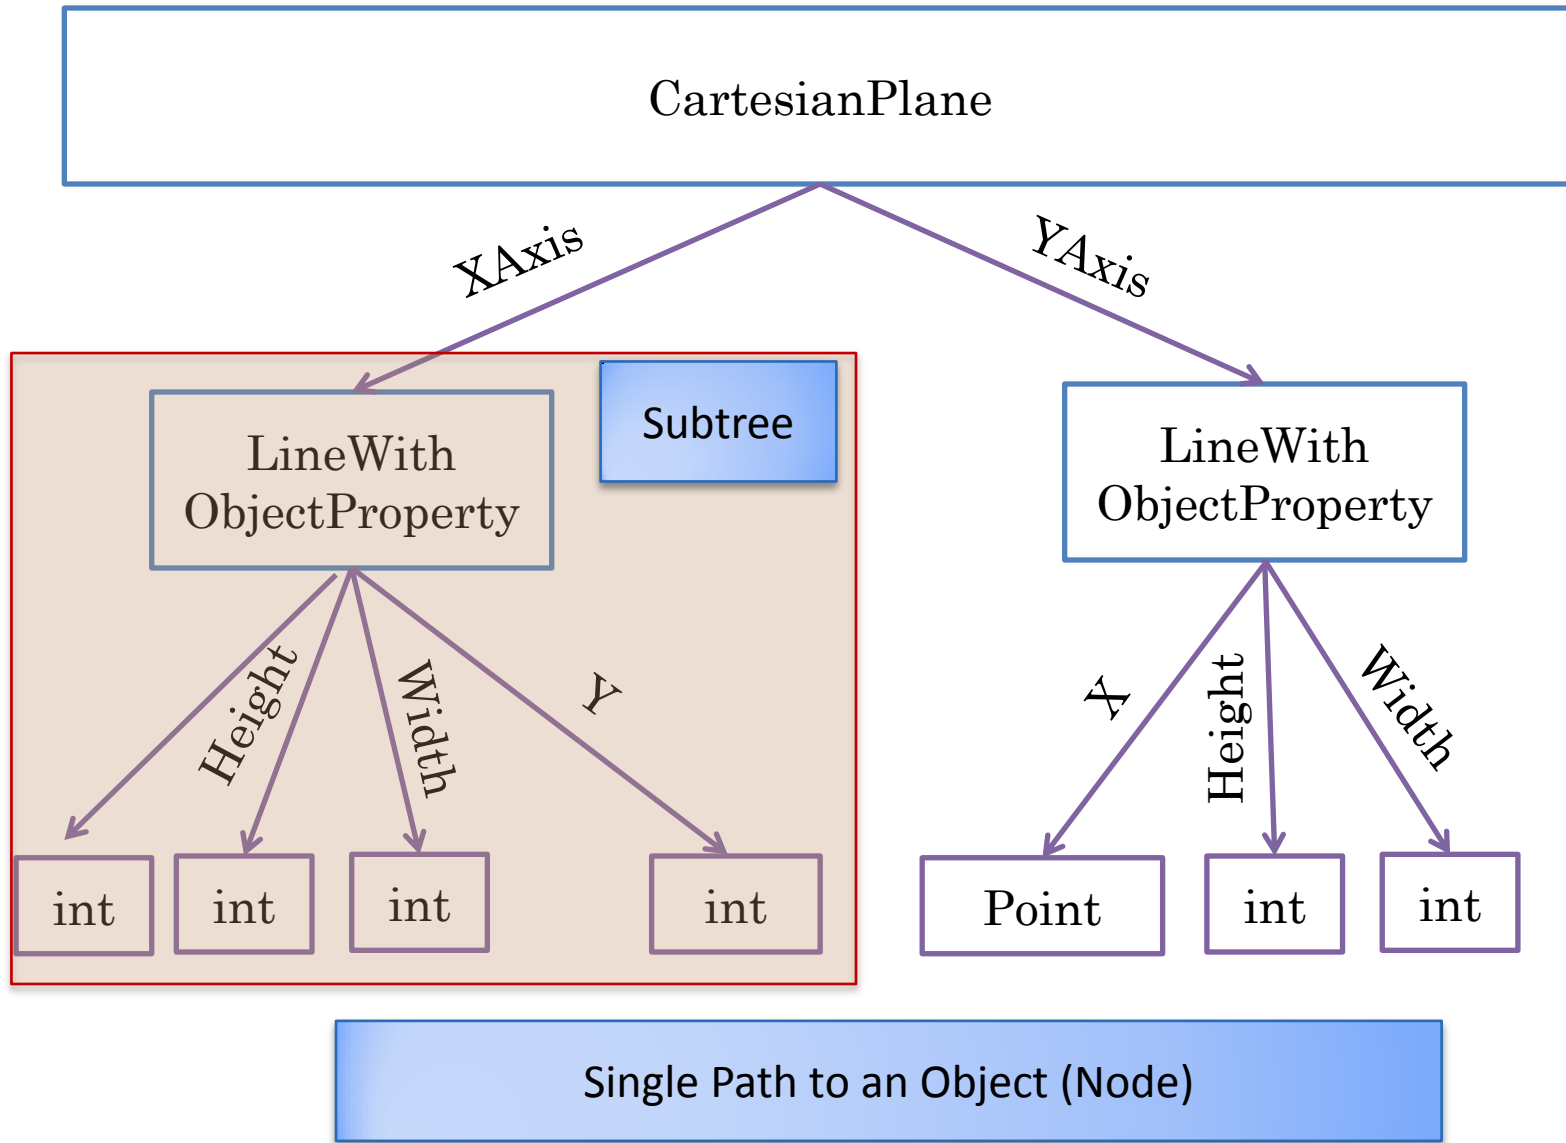 CartesianPlane
XAxis
YAxis
Subtree
LineWith
ObjectProperty
LineWith
ObjectProperty
Height
Width
Y
X
Height
Width
int
int
int
int
Point
int
int
Single Path to an Object (Node)